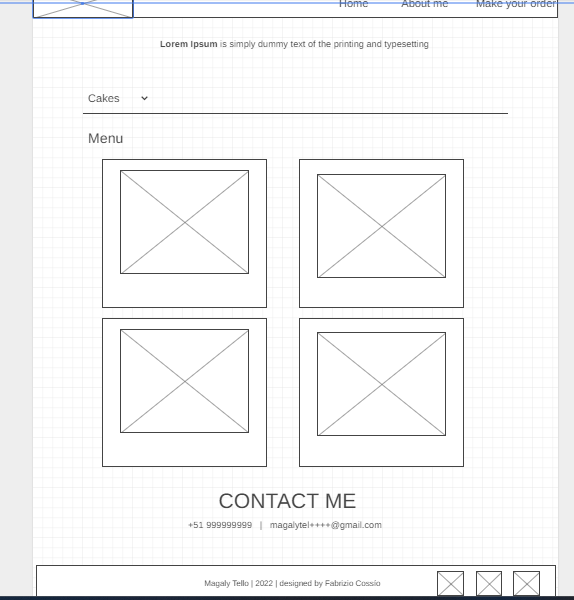 Home About me Make your order
Lorem Ipsum is simply dummy text of the printing and typesetting
Cakes
Menu
CONTACT ME
+51 999999999 | magalytel++++@gmail.com
Magaly Tello | 2022 | designed by Fabrizio Cossio